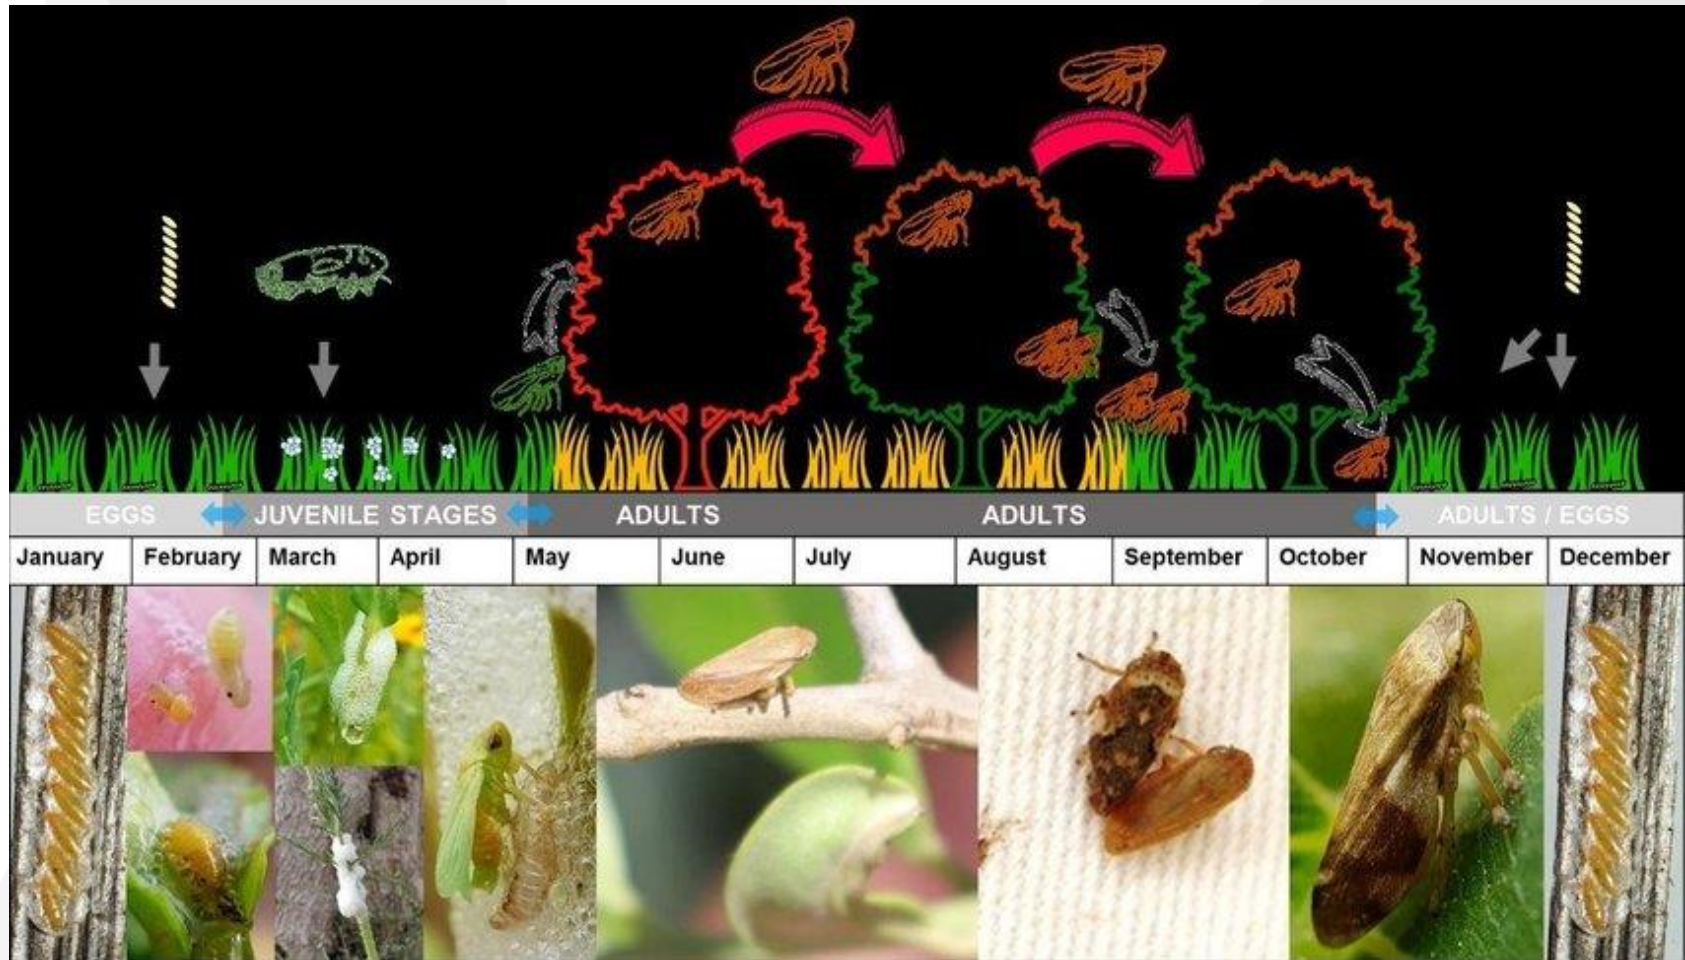 EGGS JUVENILE STAGES ADULTS ADULTS ADULTS / EGGS
January February March April May June July August September October November December